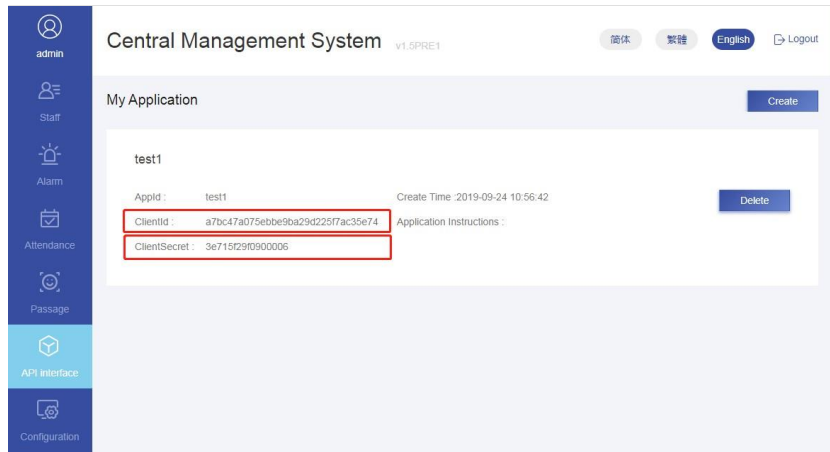 admin
Central Management System v1.5PRE1
简体
繁體
English
Logout
Staff
Alarm
Attendance
Passage
API interface
Configuration
My Application
Create
test1
AppId : test1
Create Time :2019-09-24 10:56:42
Delete
ClientId : a7bc47a075ebbe9ba29d225f7ac35e74
Application Instructions :
ClientSecret : 3e715f29f0900006